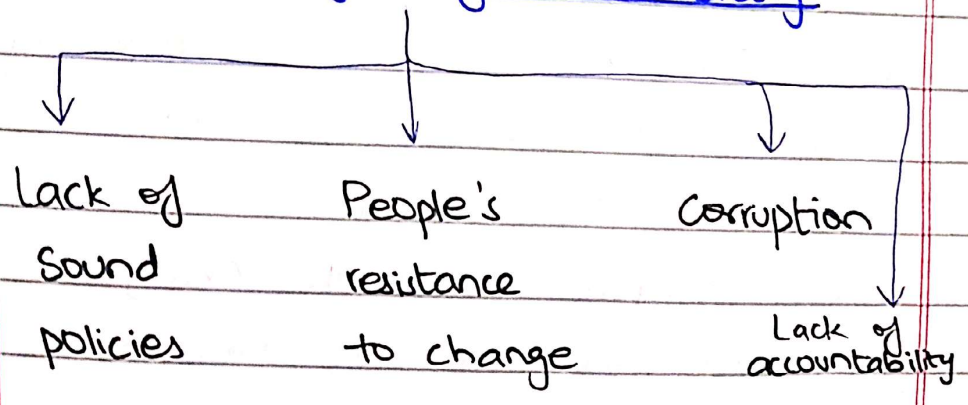 Lack of
sound
policies
People's
resistance
to change
Corruption
Lack of
accountability